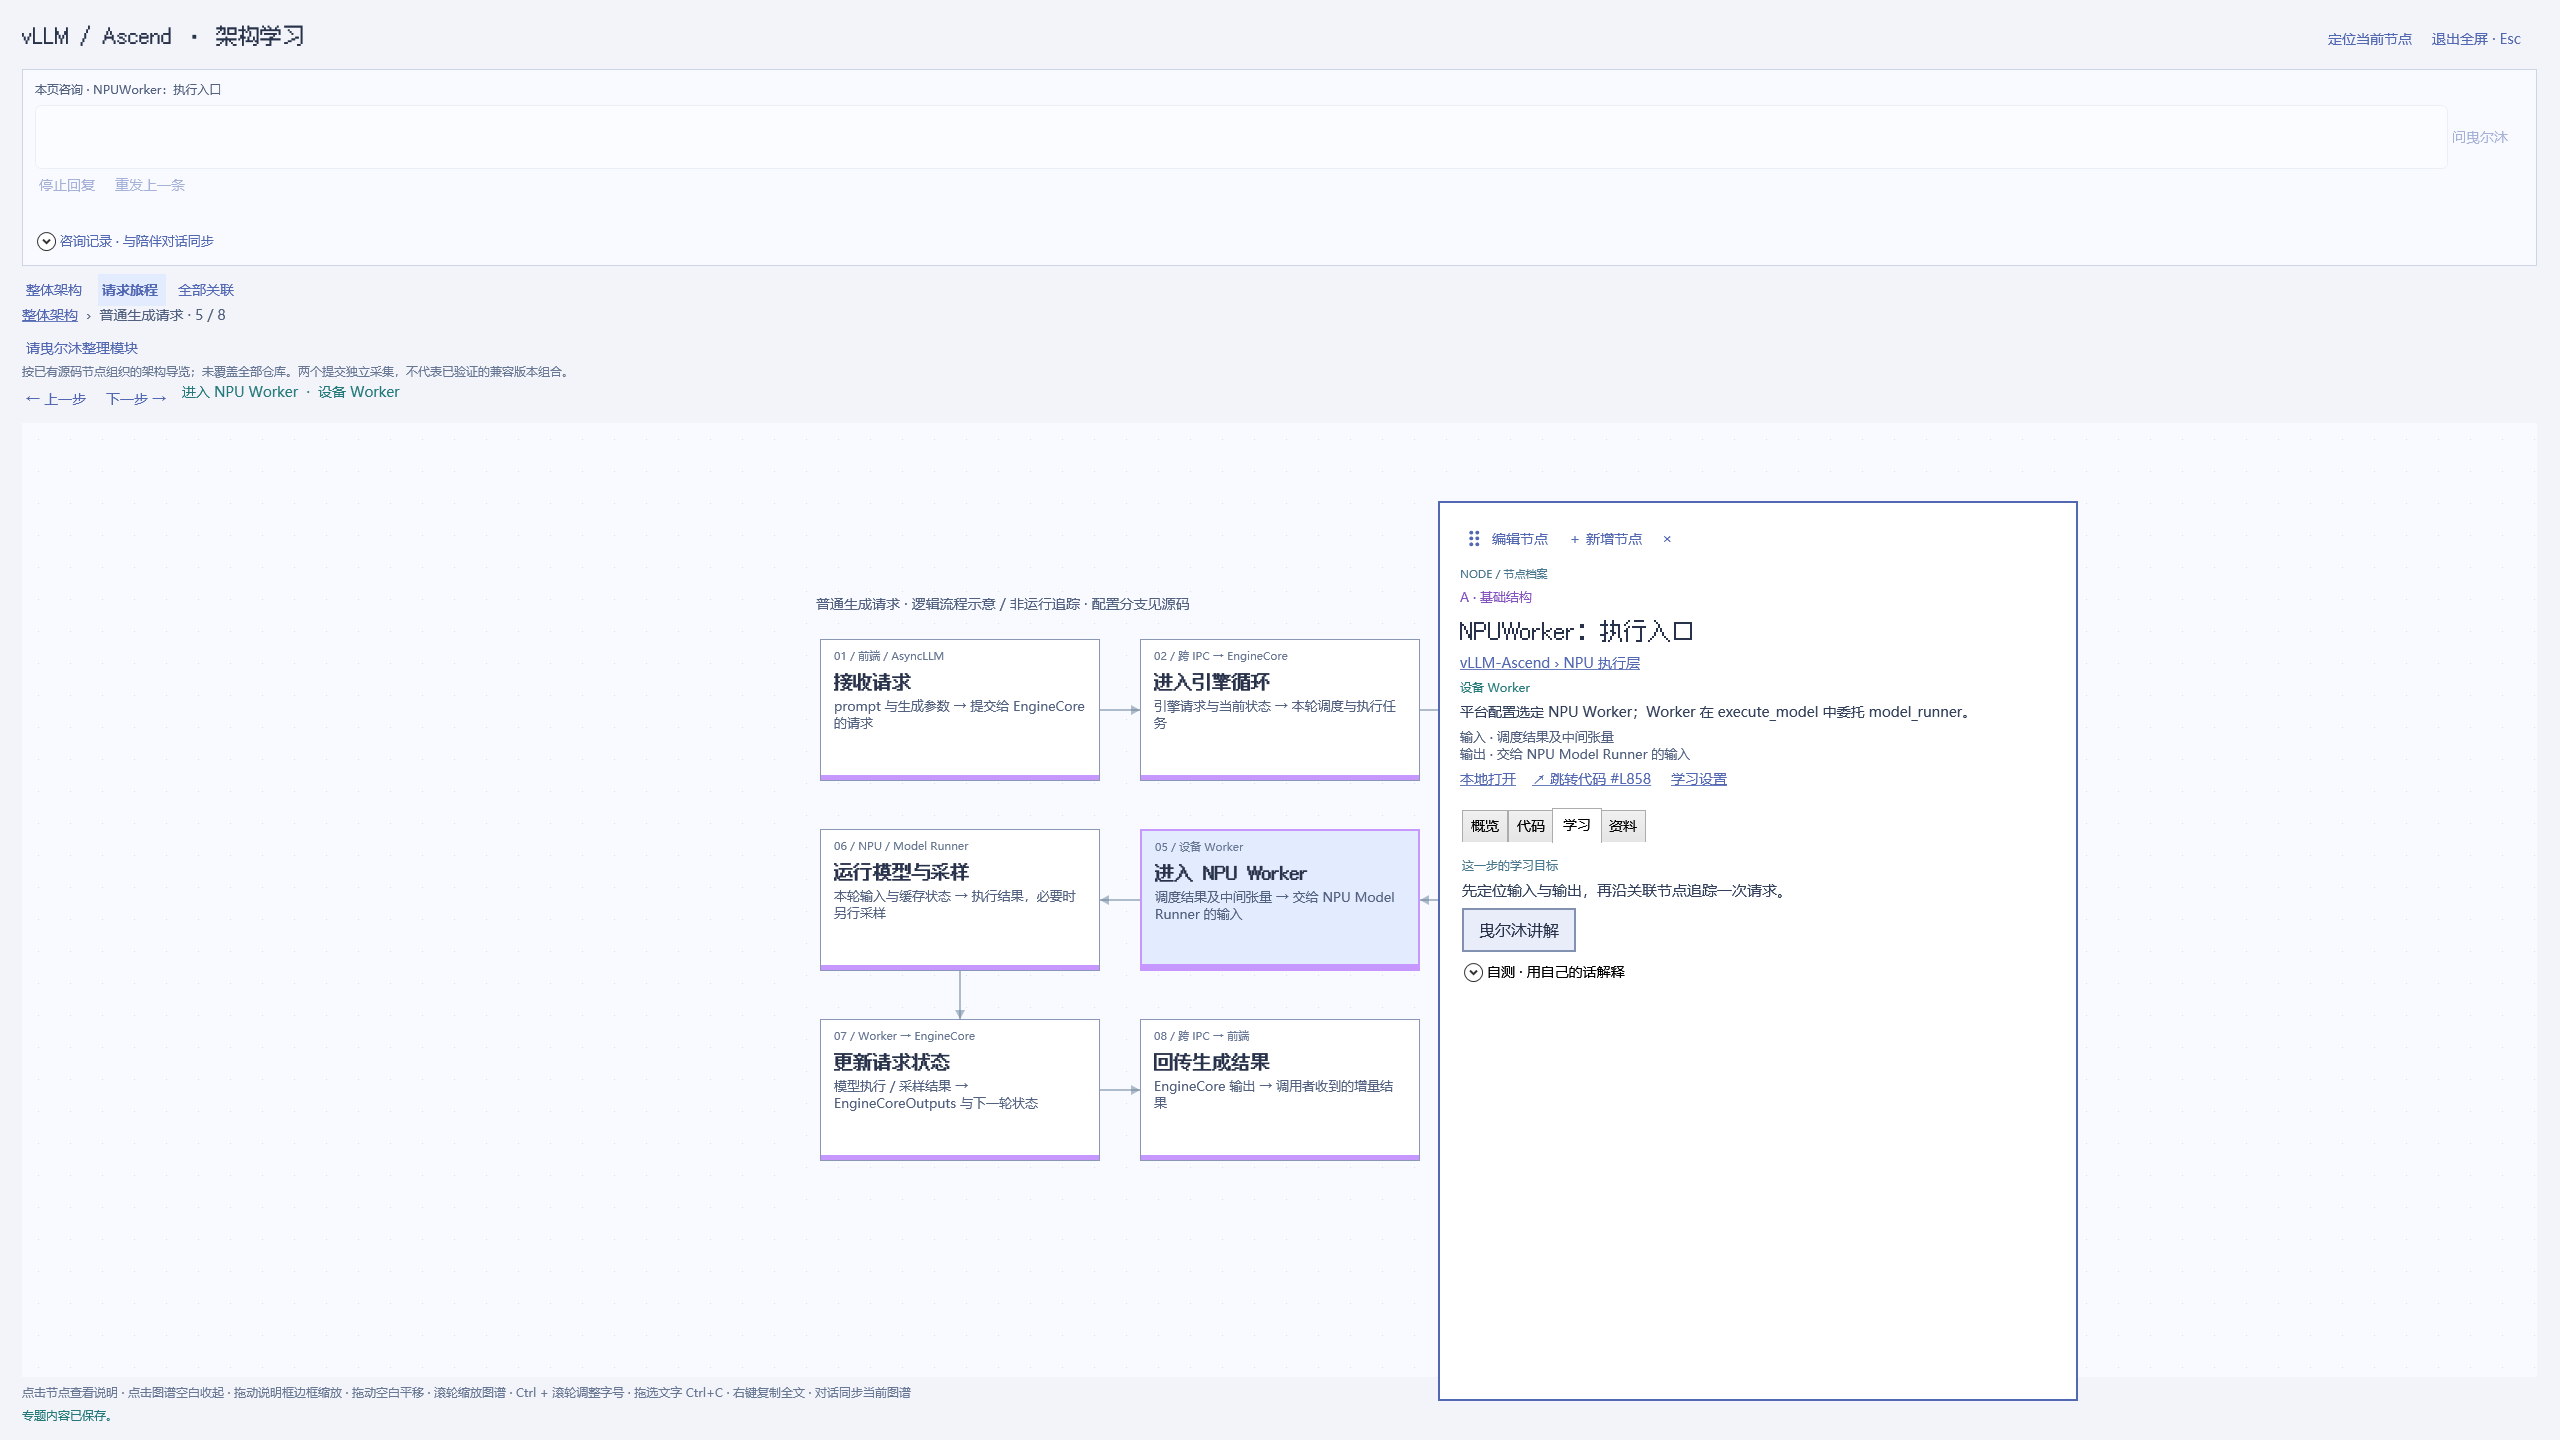 vLLM / Ascend · 架构学习
定位当前节点 退出全屏 · Esc
本页咨询 · NPUWorker：执行入口
问曳尔沐
停止回复 重发上一条
咨询记录 · 与陪伴对话同步
整体架构 请求旅程 全部关联
整体架构 › 普通生成请求 · 5 / 8
请曳尔沐整理模块
按已有源码节点组织的架构导览；未覆盖全部仓库。两个提交独立采集，不代表已验证的兼容版本组合。
← 上一步 下一步 → 进入 NPU Worker · 设备 Worker
普通生成请求 · 逻辑流程示意 / 非运行追踪 · 配置分支见源码
01 / 前端 / AsyncLLM
接收请求
prompt 与生成参数 → 提交给 EngineCore
的请求
02 / 跨 IPC → EngineCore
进入引擎循环
引擎请求与当前状态 → 本轮调度与执行任
务
06 / NPU / Model Runner
运行模型与采样
本轮输入与缓存状态 → 执行结果，必要时
另行采样
05 / 设备 Worker
进入 NPU Worker
调度结果及中间张量 → 交给 NPU Model
Runner 的输入
07 / Worker → EngineCore
更新请求状态
模型执行 / 采样结果 →
EngineCoreOutputs 与下一轮状态
08 / 跨 IPC → 前端
回传生成结果
EngineCore 输出 → 调用者收到的增量结
果
编辑节点 + 新增节点 ×
NODE / 节点档案
A · 基础结构
NPUWorker：执行入口
vLLM-Ascend › NPU 执行层
设备 Worker
平台配置选定 NPU Worker；Worker 在 execute_model 中委托 model_runner。
输入 · 调度结果及中间张量
输出 · 交给 NPU Model Runner 的输入
本地打开 ↗ 跳转代码 #L858 学习设置
概览 代码 学习 资料
这一步的学习目标
先定位输入与输出，再沿关联节点追踪一次请求。
曳尔沐讲解
自测 · 用自己的话解释
点击节点查看说明 · 点击图谱空白收起 · 拖动说明框边框缩放 · 拖动空白平移 · 滚轮缩放图谱 · Ctrl + 滚轮调整字号 · 拖选文字 Ctrl+C · 右键复制全文 · 对话同步当前图谱
专题内容已保存。